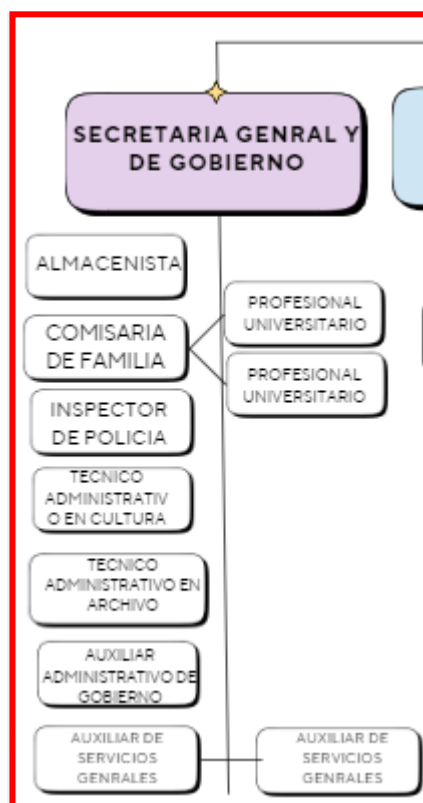 SECRETARIA GENRAL Y
DE GOBIERNO
ALMACENISTA
COMISARIA
DE FAMILIA
PROFESIONAL
UNIVERSITARIO
PROFESIONAL
UNIVERSITARIO
INSPECTOR
DE POLICIA
TECNICO
ADMINISTRATIV
O EN CULTURA
TECNICO
ADMINISTRATIVO EN
ARCHIVO
AUXILIAR
ADMINISTRATIVO DE
GOBIERNO
AUXILIAR DE
SERVICIOS
GENRALES
AUXILIAR DE
SERVICIOS
GENRALES